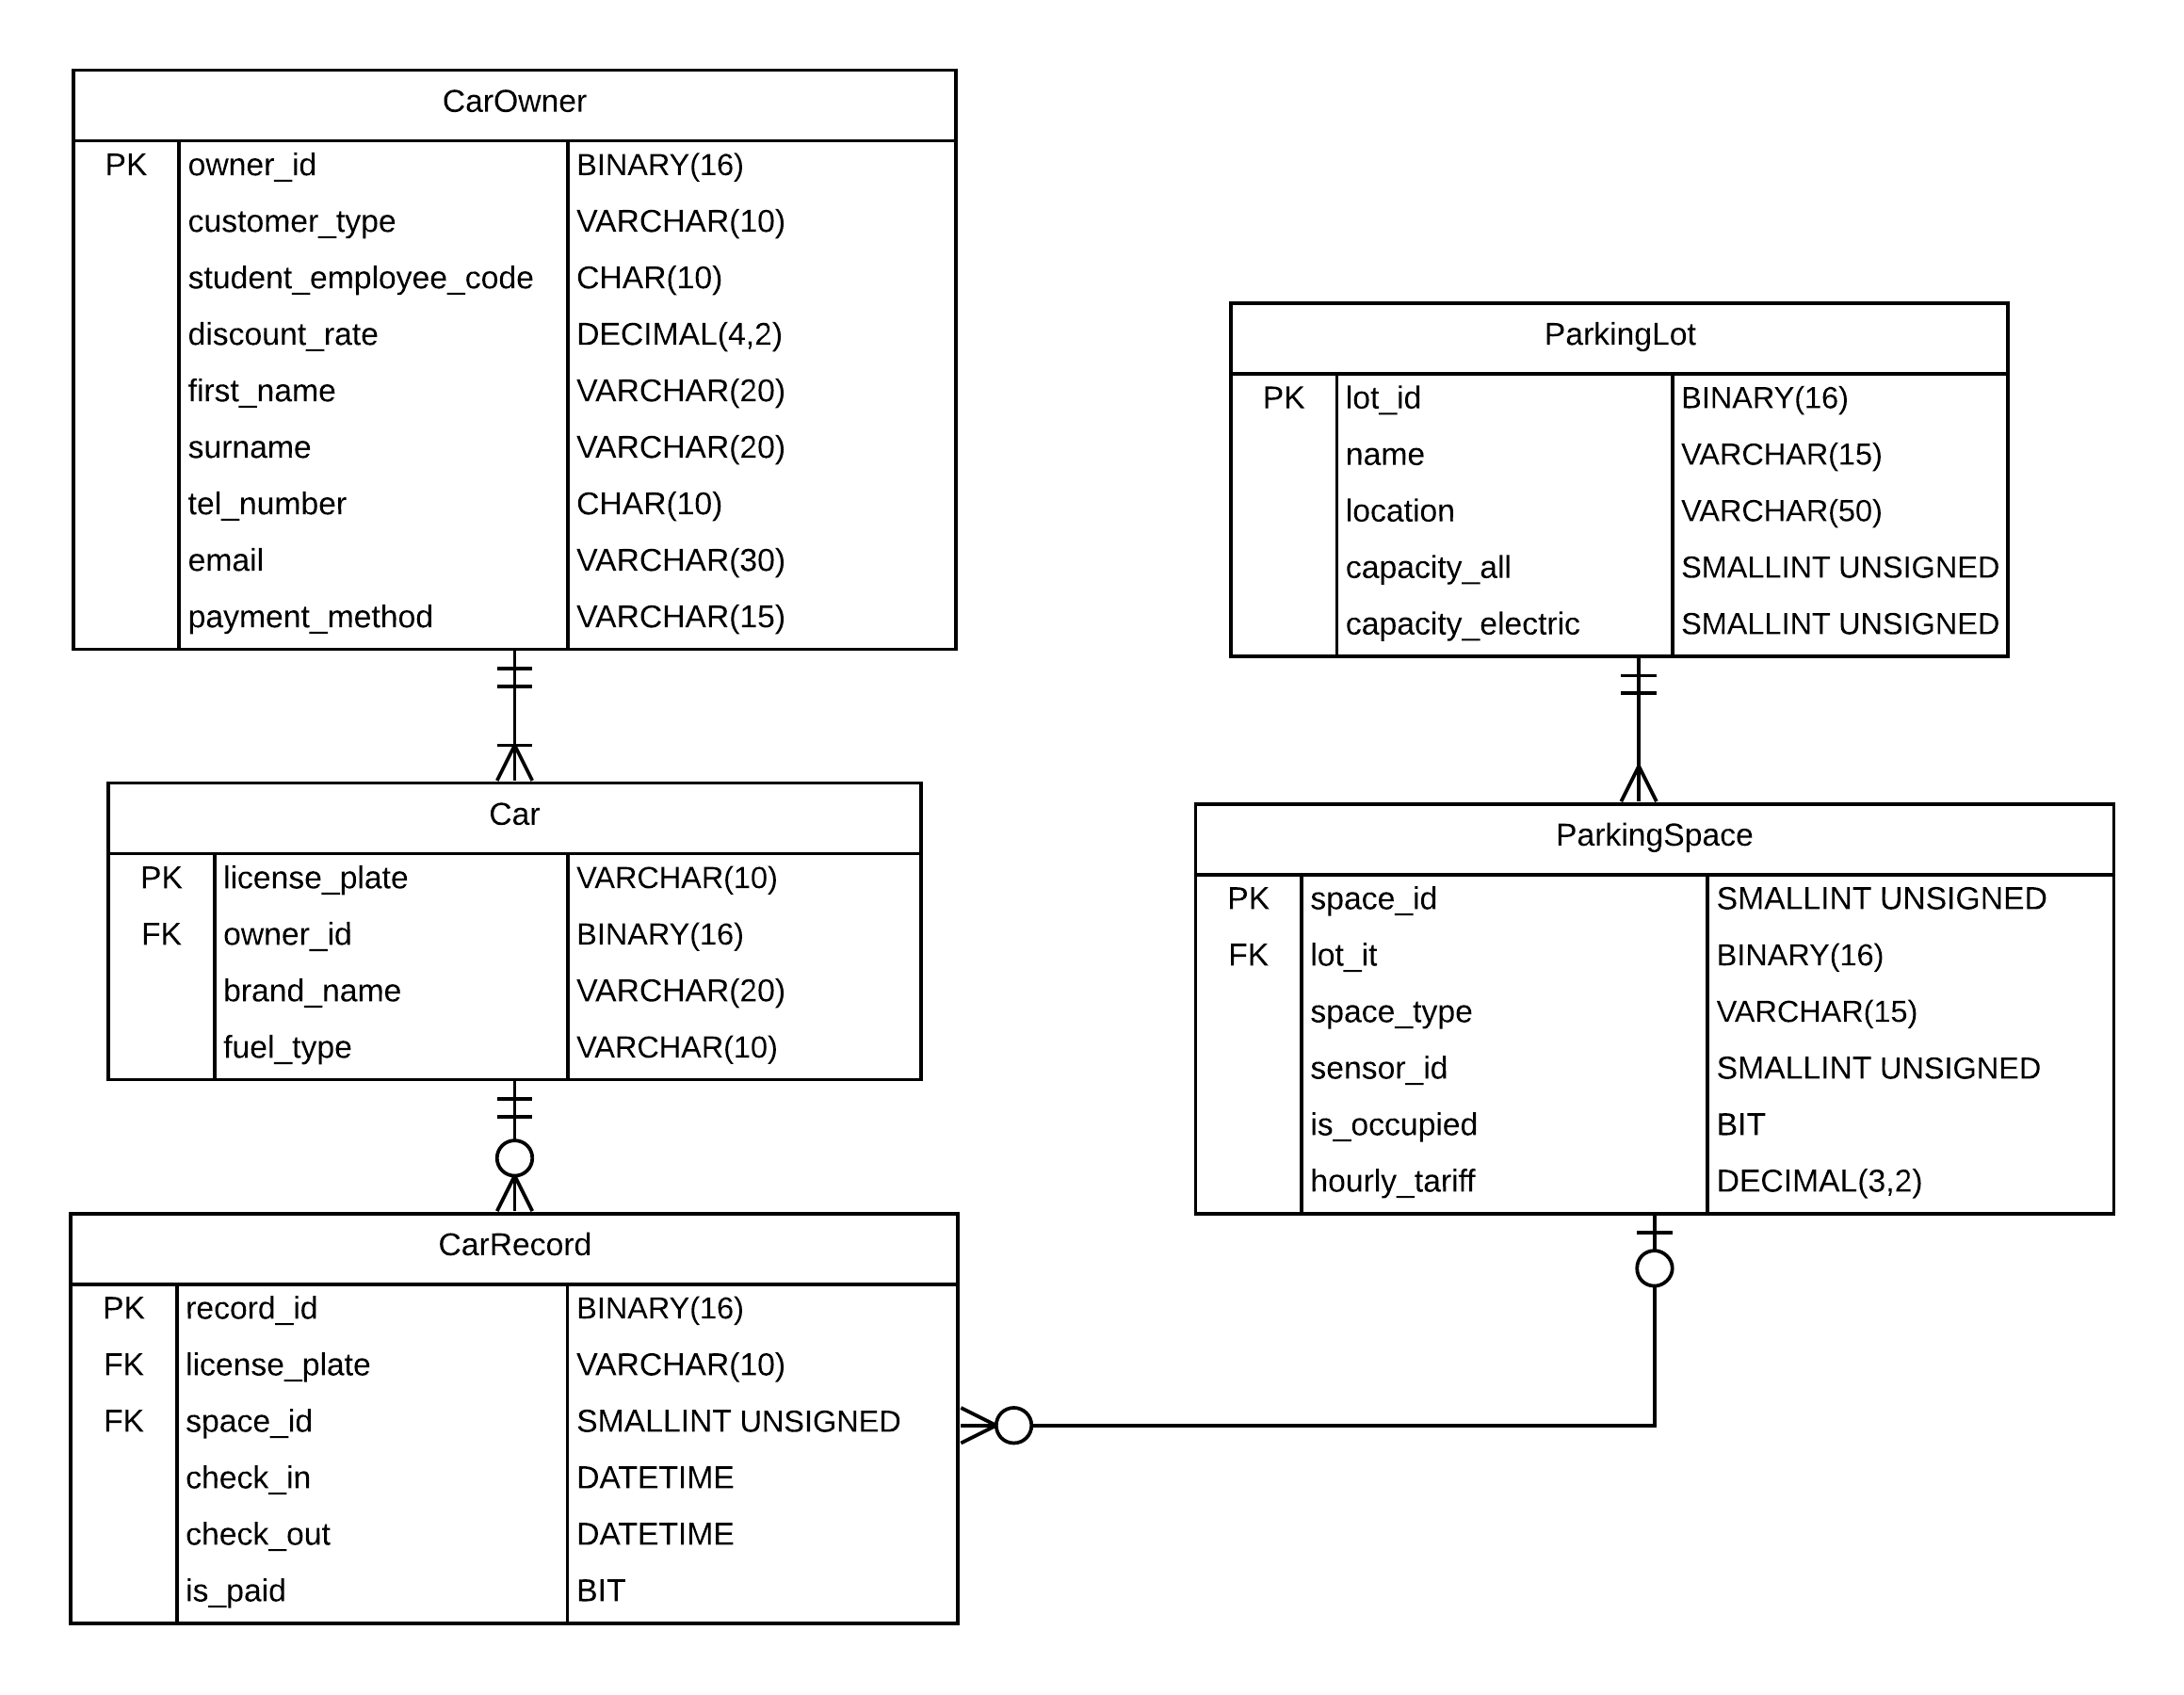 CarOwner
PK owner_id BINARY(16)
customer_type VARCHAR(10)
student_employee_code CHAR(10)
discount_rate DECIMAL(4,2)
first_name VARCHAR(20)
surname VARCHAR(20)
tel_number CHAR(10)
email VARCHAR(30)
payment_method VARCHAR(15)
Car
PK license_plate VARCHAR(10)
FK owner_id BINARY(16)
brand_name VARCHAR(20)
fuel_type VARCHAR(10)
CarRecord
PK record_id BINARY(16)
FK license_plate VARCHAR(10)
FK space_id SMALLINT UNSIGNED
check_in DATETIME
check_out DATETIME
is_paid BIT
ParkingLot
PK lot_id BINARY(16)
name VARCHAR(15)
location VARCHAR(50)
capacity_all SMALLINT UNSIGNED
capacity_electric SMALLINT UNSIGNED
ParkingSpace
PK space_id SMALLINT UNSIGNED
FK lot_it BINARY(16)
space_type VARCHAR(15)
sensor_id SMALLINT UNSIGNED
is_occupied BIT
hourly_tariff DECIMAL(3,2)